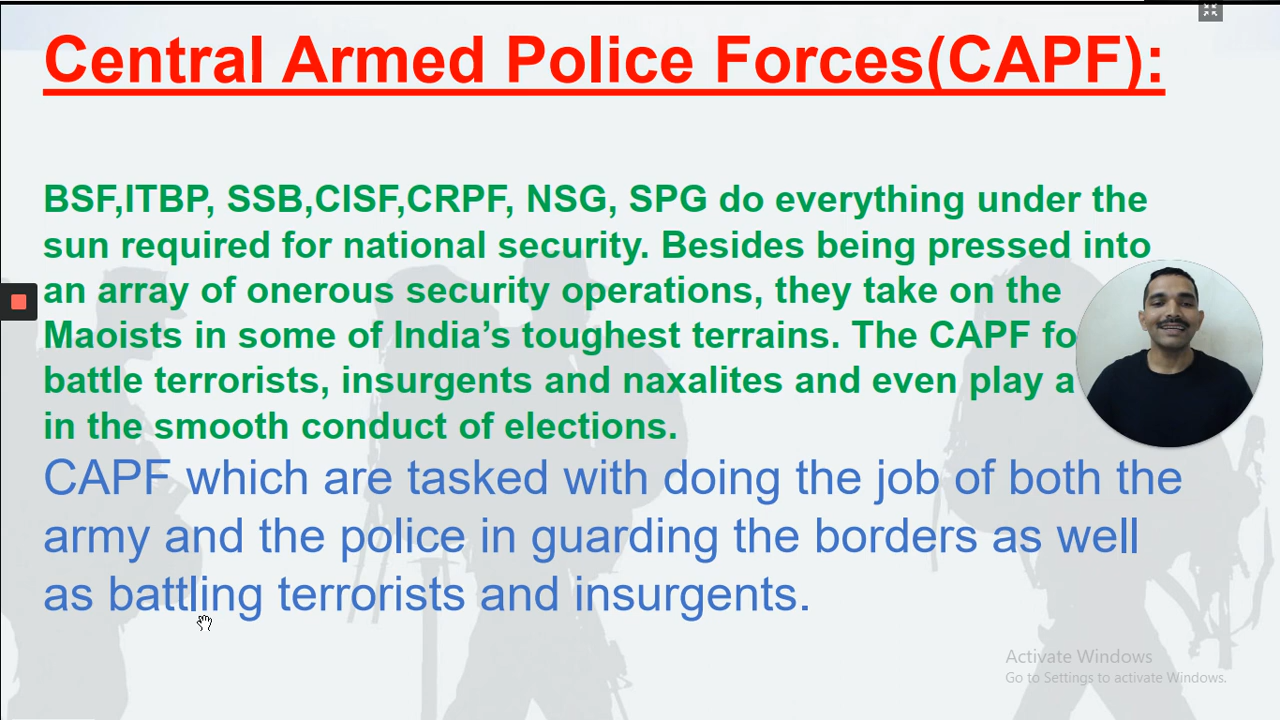 Central Armed Police Forces(CAPF):
BSF,ITBP, SSB,CISF,CRPF, NSG, SPG do everything under the
sun required for national security. Besides being pressed into
an array of onerous security operations, they take on the
Maoists in some of India’s toughest terrains. The CAPF fo
battle terrorists, insurgents and naxalites and even play a
in the smooth conduct of elections.
CAPF which are tasked with doing the job of both the
army and the police in guarding the borders as well
as battling terrorists and insurgents.
Activate Windows
Go to Settings to activate Windows.